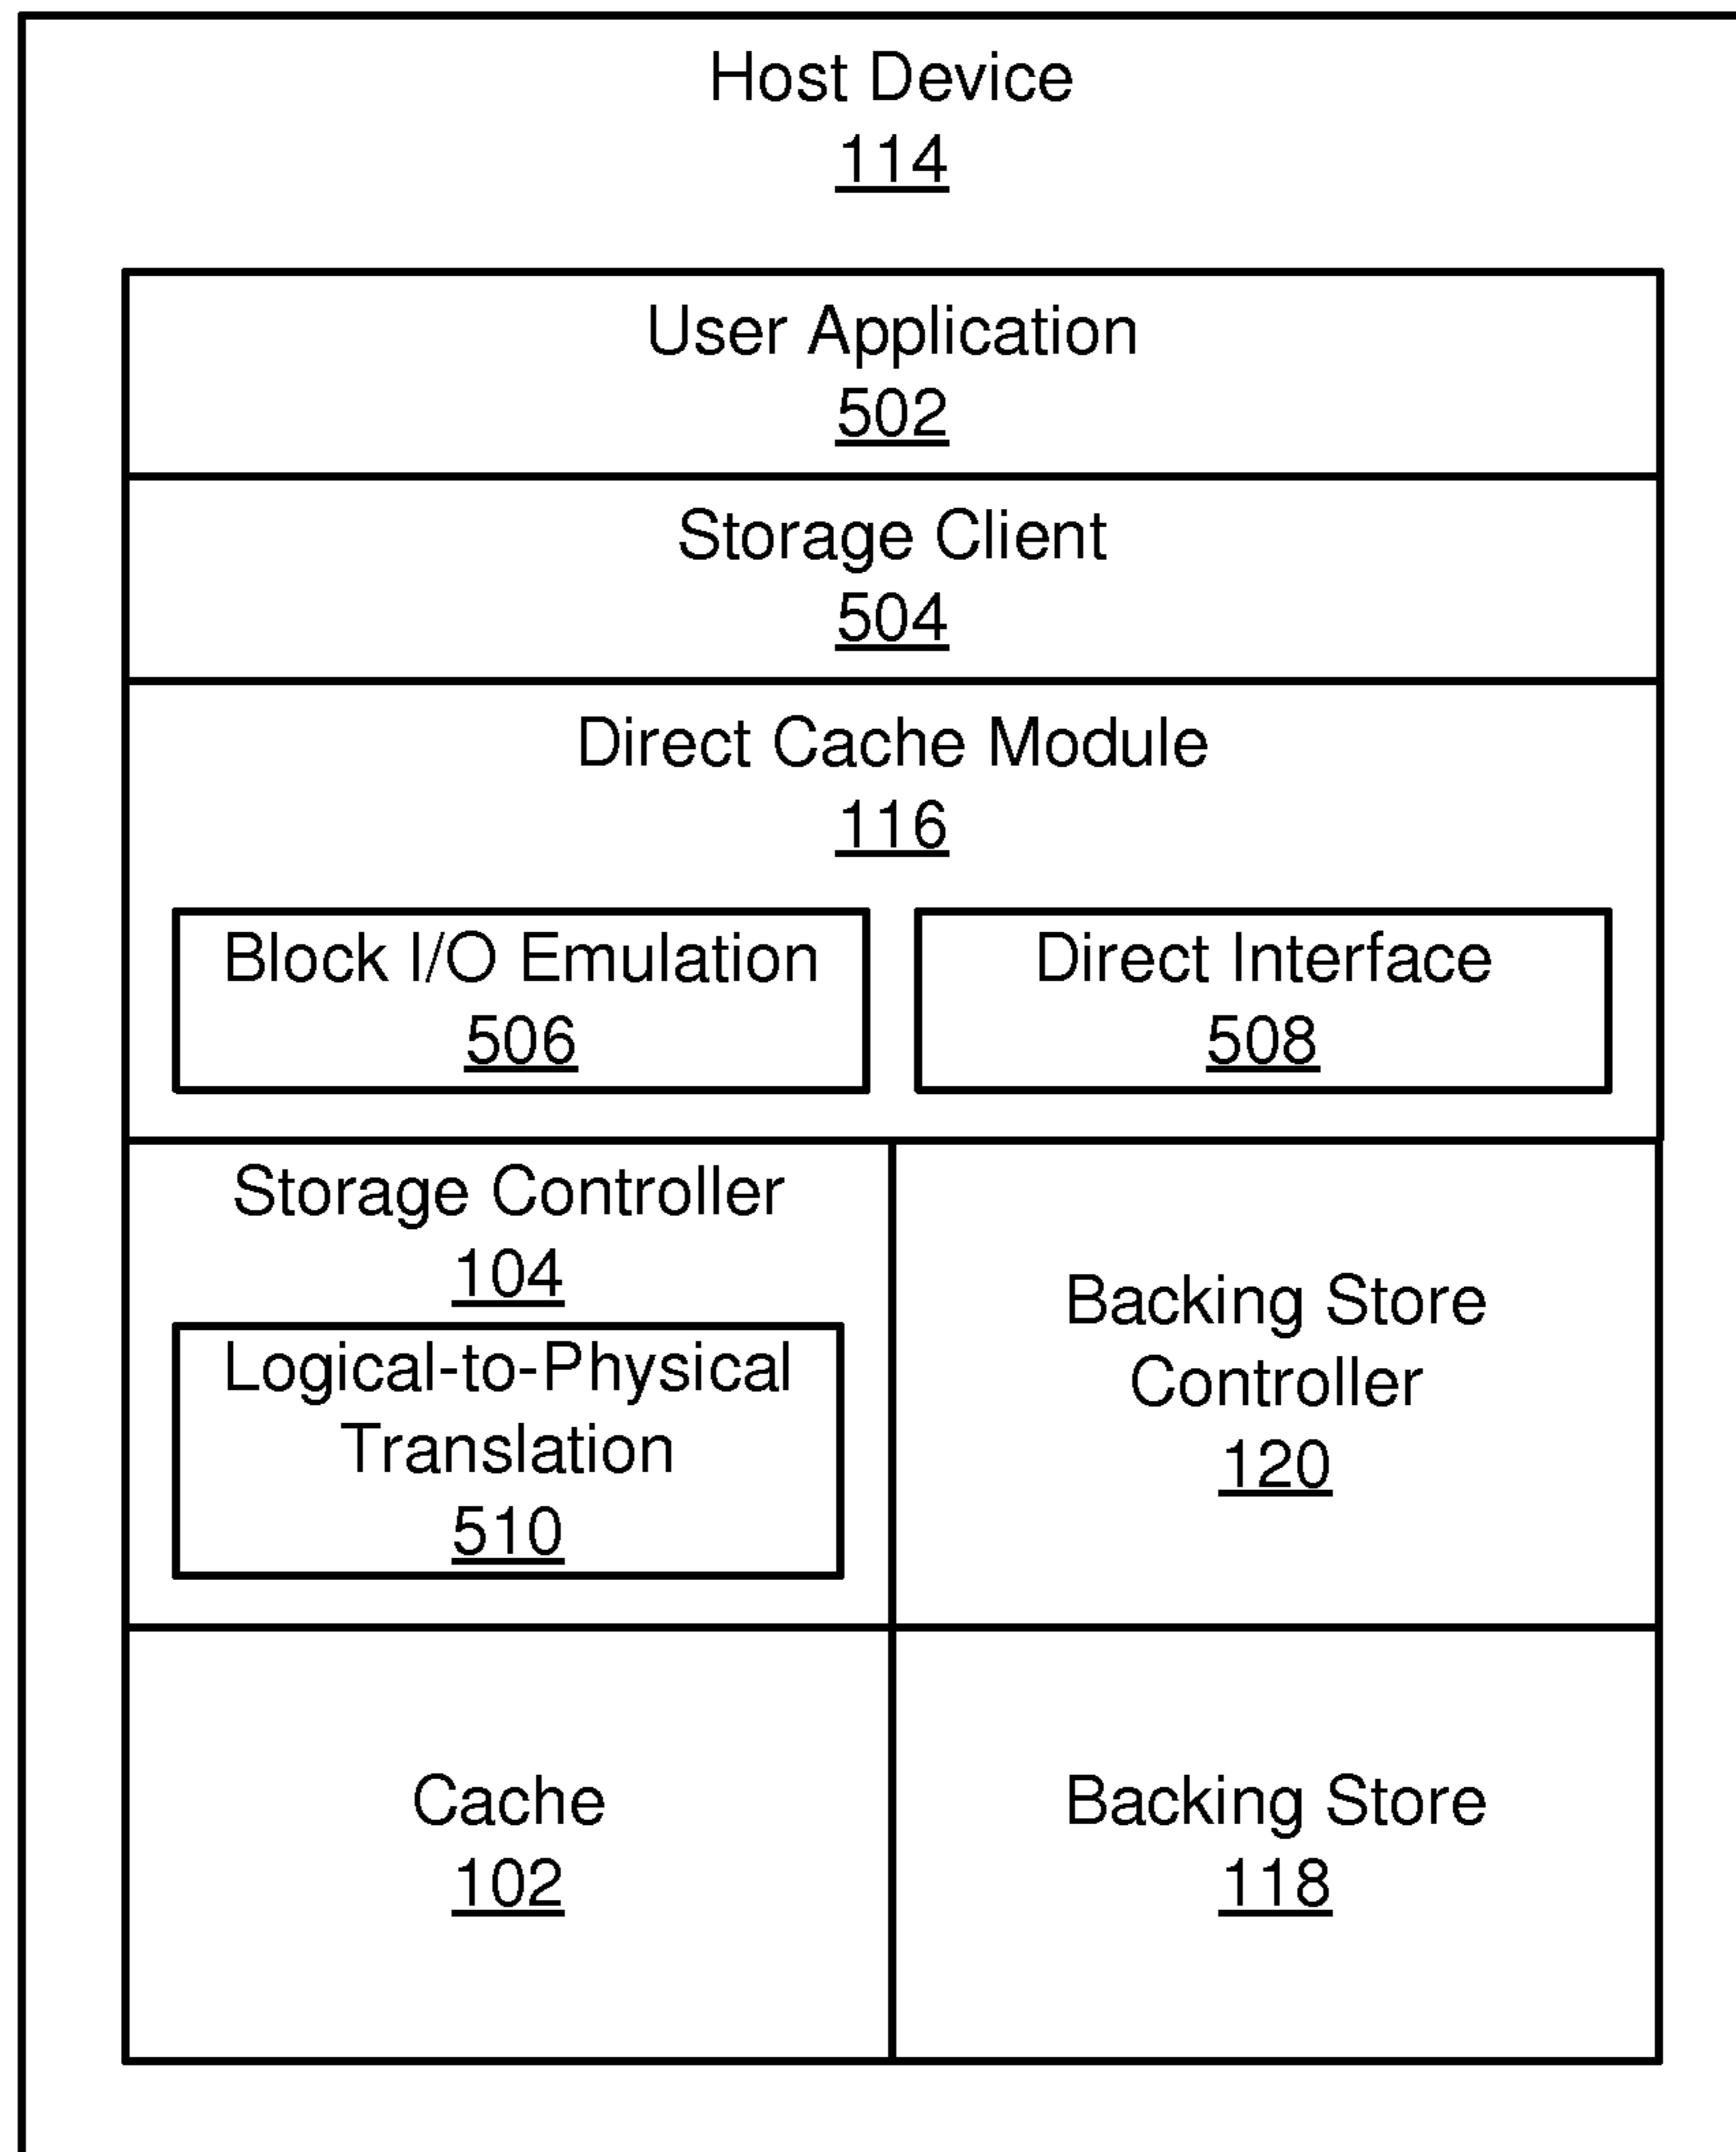 Host Device
114
User Application
502
Storage Client
504
Direct Cache Module
116
Block I/O Emulation
506
Direct Interface
508
Storage Controller
104
Logical-to-Physical
Translation
510
Backing Store
Controller
120
Cache
102
Backing Store
118